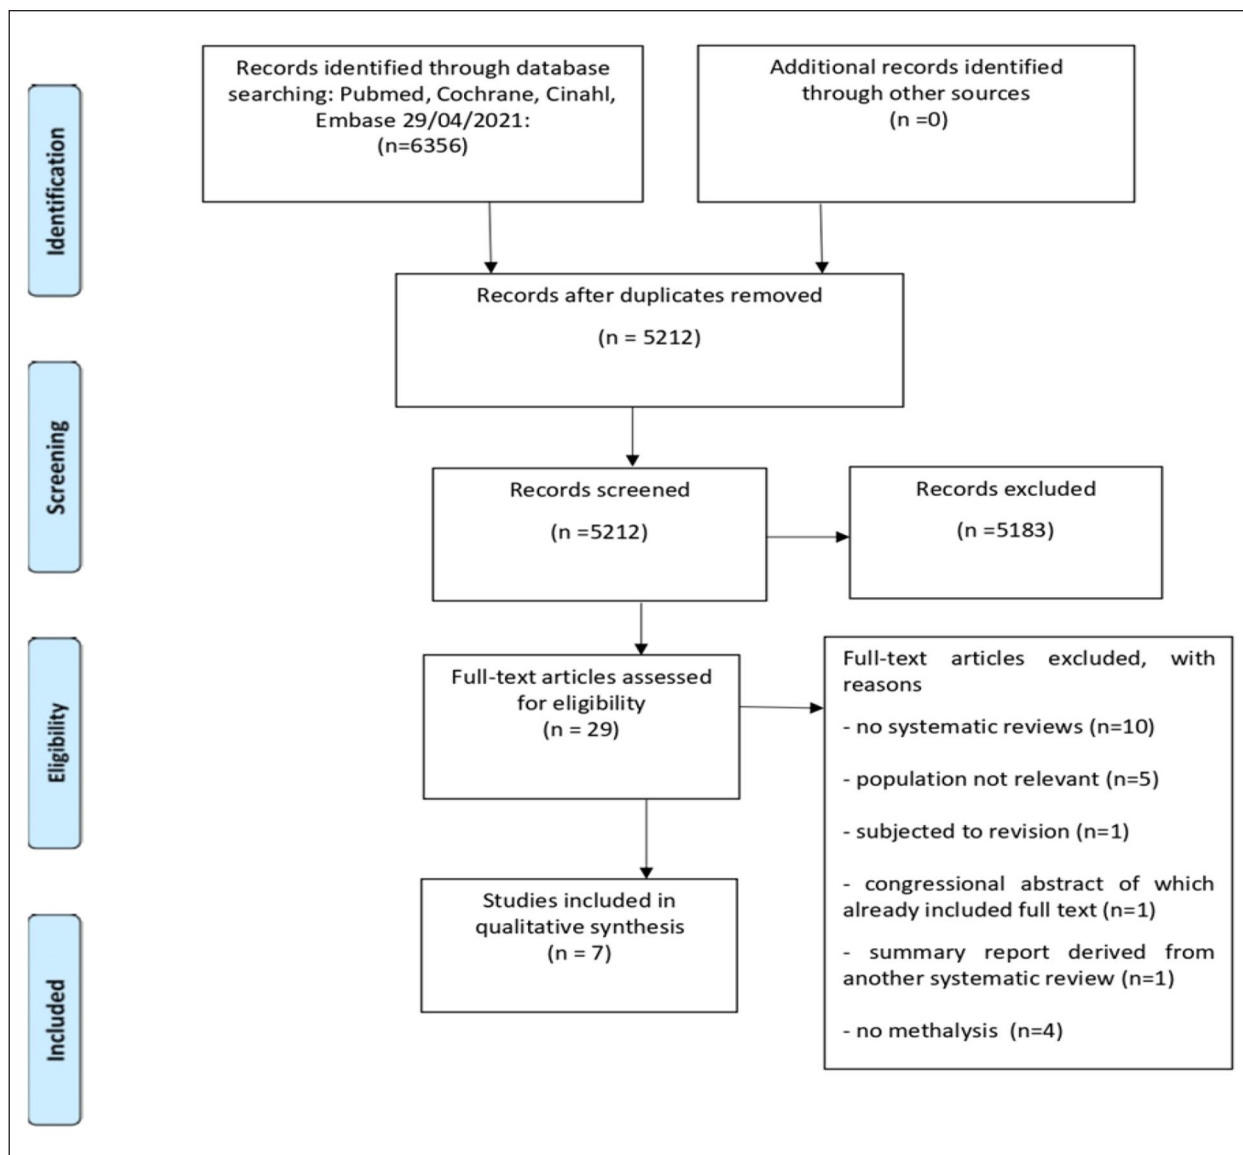 Identification
Records identified through database
searching: Pubmed, Cochrane, Cinahl,
Embase 29/04/2021:
(n=6356)
Additional records identified
through other sources
(n =0)
Records after duplicates removed
(n = 5212)
Screening
Records screened
(n =5212)
Records excluded
(n =5183)
Eligibility
Full-text articles assessed
for eligibility
(n = 29)
Full-text articles excluded, with
reasons
- no systematic reviews (n=10)
- population not relevant (n=5)
- subjected to revision (n=1)
- congressional abstract of which
already included full text (n=1)
- summary report derived from
another systematic review (n=1)
- no methalysis (n=4)
Included
Studies included in
qualitative synthesis
(n = 7)